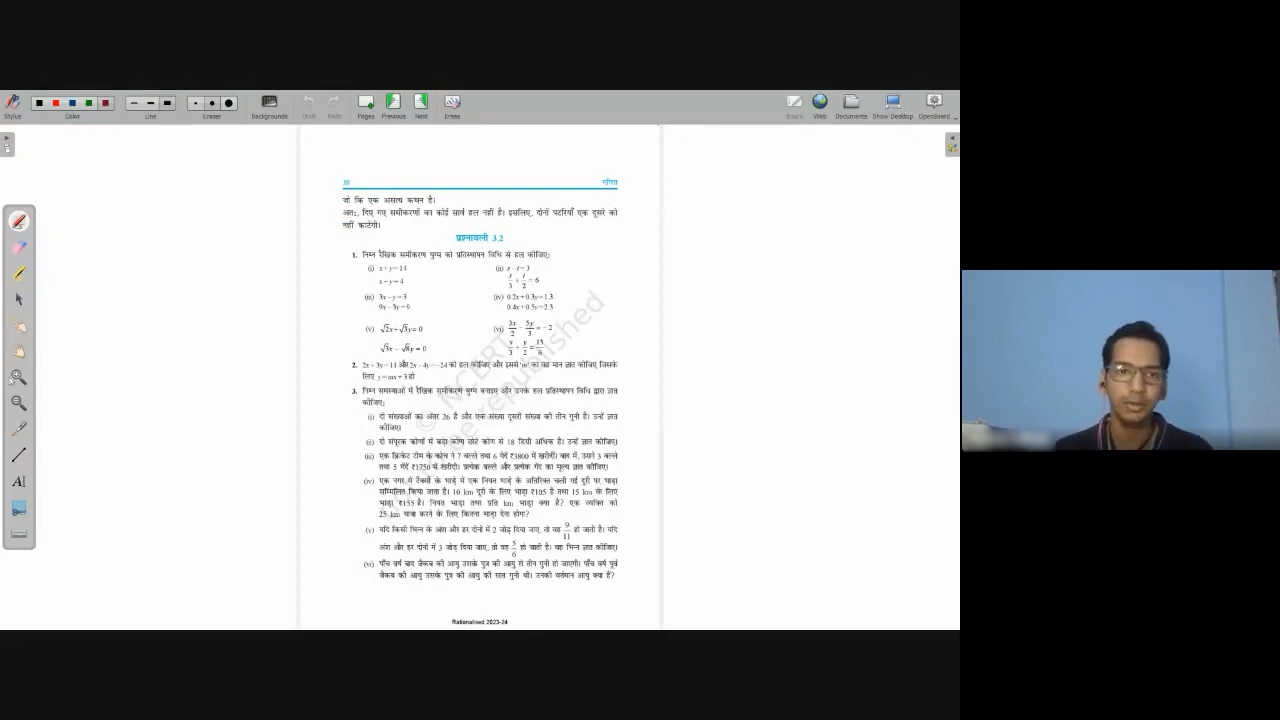 Stylus
Color
Line
Eraser
Backgrounds
Undo
Redo
Pages
Previous
Next
Erase
Board
Web
Documents
Show Desktop
OpenBoard
38
गणित
जो कि एक असत्य कथन है।
अतः, दिए गए समीकरणों का कोई सार्व हल नहीं है। इसलिए, दोनों पटरियाँ एक दूसरे को
नहीं काटेंगी।
प्रश्नावली 3.2
1. निम्न रैखिक समीकरण युग्म को प्रतिस्थापन विधि से हल कीजिए:
(i) x + y = 14
x – y = 4
(ii) s – t = 3
s/3 + t/2 = 6
(iii) 3x – y = 3
9x – 3y = 9
(iv) 0.2x + 0.3y = 1.3
0.4x + 0.5y = 2.3
(v) √2x + √3y = 0
√3x – √8y = 0
(vi) 3x/2 – 5y/3 = – 2
x/3 + y/2 = 13/6
2. 2x + 3y = 11 और 2x – 4y = – 24 को हल कीजिए और इससे 'm' का वह मान ज्ञात कीजिए जिसके
लिए y = mx + 3 हो
3. निम्न समस्याओं में रैखिक समीकरण युग्म बनाइए और उनके हल प्रतिस्थापन विधि द्वारा ज्ञात
कीजिए:
(i) दो संख्याओं का अंतर 26 है और एक संख्या दूसरी संख्या की तीन गुनी है। उन्हें ज्ञात
कीजिए।
(ii) दो संपूरक कोणों में बड़ा कोण छोटे कोण से 18 डिग्री अधिक है। उन्हें ज्ञात कीजिए।
(iii) एक क्रिकेट टीम के कोच ने 7 बल्ले तथा 6 गेंदें ₹3800 में खरीदीं। बाद में, उसने 3 बल्ले
तथा 5 गेंदें ₹1750 में खरीदी। प्रत्येक बल्ले और प्रत्येक गेंद का मूल्य ज्ञात कीजिए।
(iv) एक नगर में टैक्सी के भाड़े में एक नियत भाड़े के अतिरिक्त चली गई दूरी पर भाड़ा
सम्मिलित किया जाता है। 10 km दूरी के लिए भाड़ा ₹105 है तथा 15 km के लिए
भाड़ा ₹155 है। नियत भाड़ा तथा प्रति km भाड़ा क्या है? एक व्यक्ति को
25 km यात्रा करने के लिए कितना भाड़ा देना होगा?
(v) यदि किसी भिन्न के अंश और हर दोनों में 2 जोड़ दिया जाए, तो वह 9/11 हो जाती है। यदि
अंश और हर दोनों में 3 जोड़ दिया जाए, तो वह 5/6 हो जाती है। वह भिन्न ज्ञात कीजिए।
(vi) पाँच वर्ष बाद जैकब की आयु उसके पुत्र की आयु से तीन गुनी हो जाएगी। पाँच वर्ष पूर्व
जैकब की आयु उसके पुत्र की आयु की सात गुनी थी। उनकी वर्तमान आयु क्या हैं?
© NCERT
be republished
Rationalised 2023-24